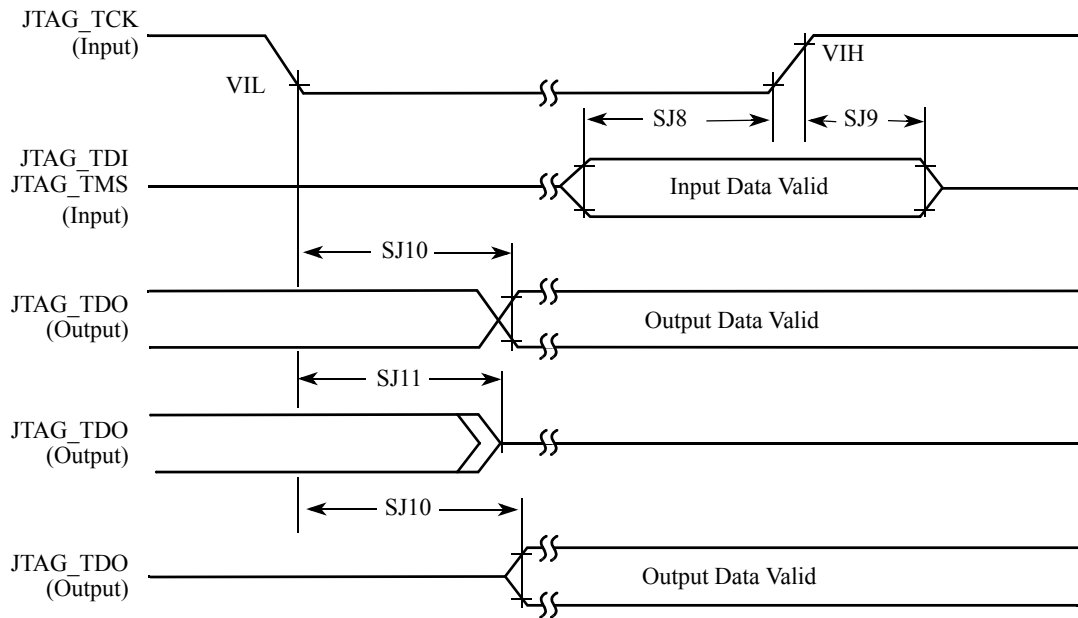 JTAG_TCK
(Input)
VIL
VIH
SJ8
SJ9
JTAG_TDI
JTAG_TMS
(Input)
Input Data Valid
SJ10
JTAG_TDO
(Output)
Output Data Valid
SJ11
JTAG_TDO
(Output)
SJ10
JTAG_TDO
(Output)
Output Data Valid